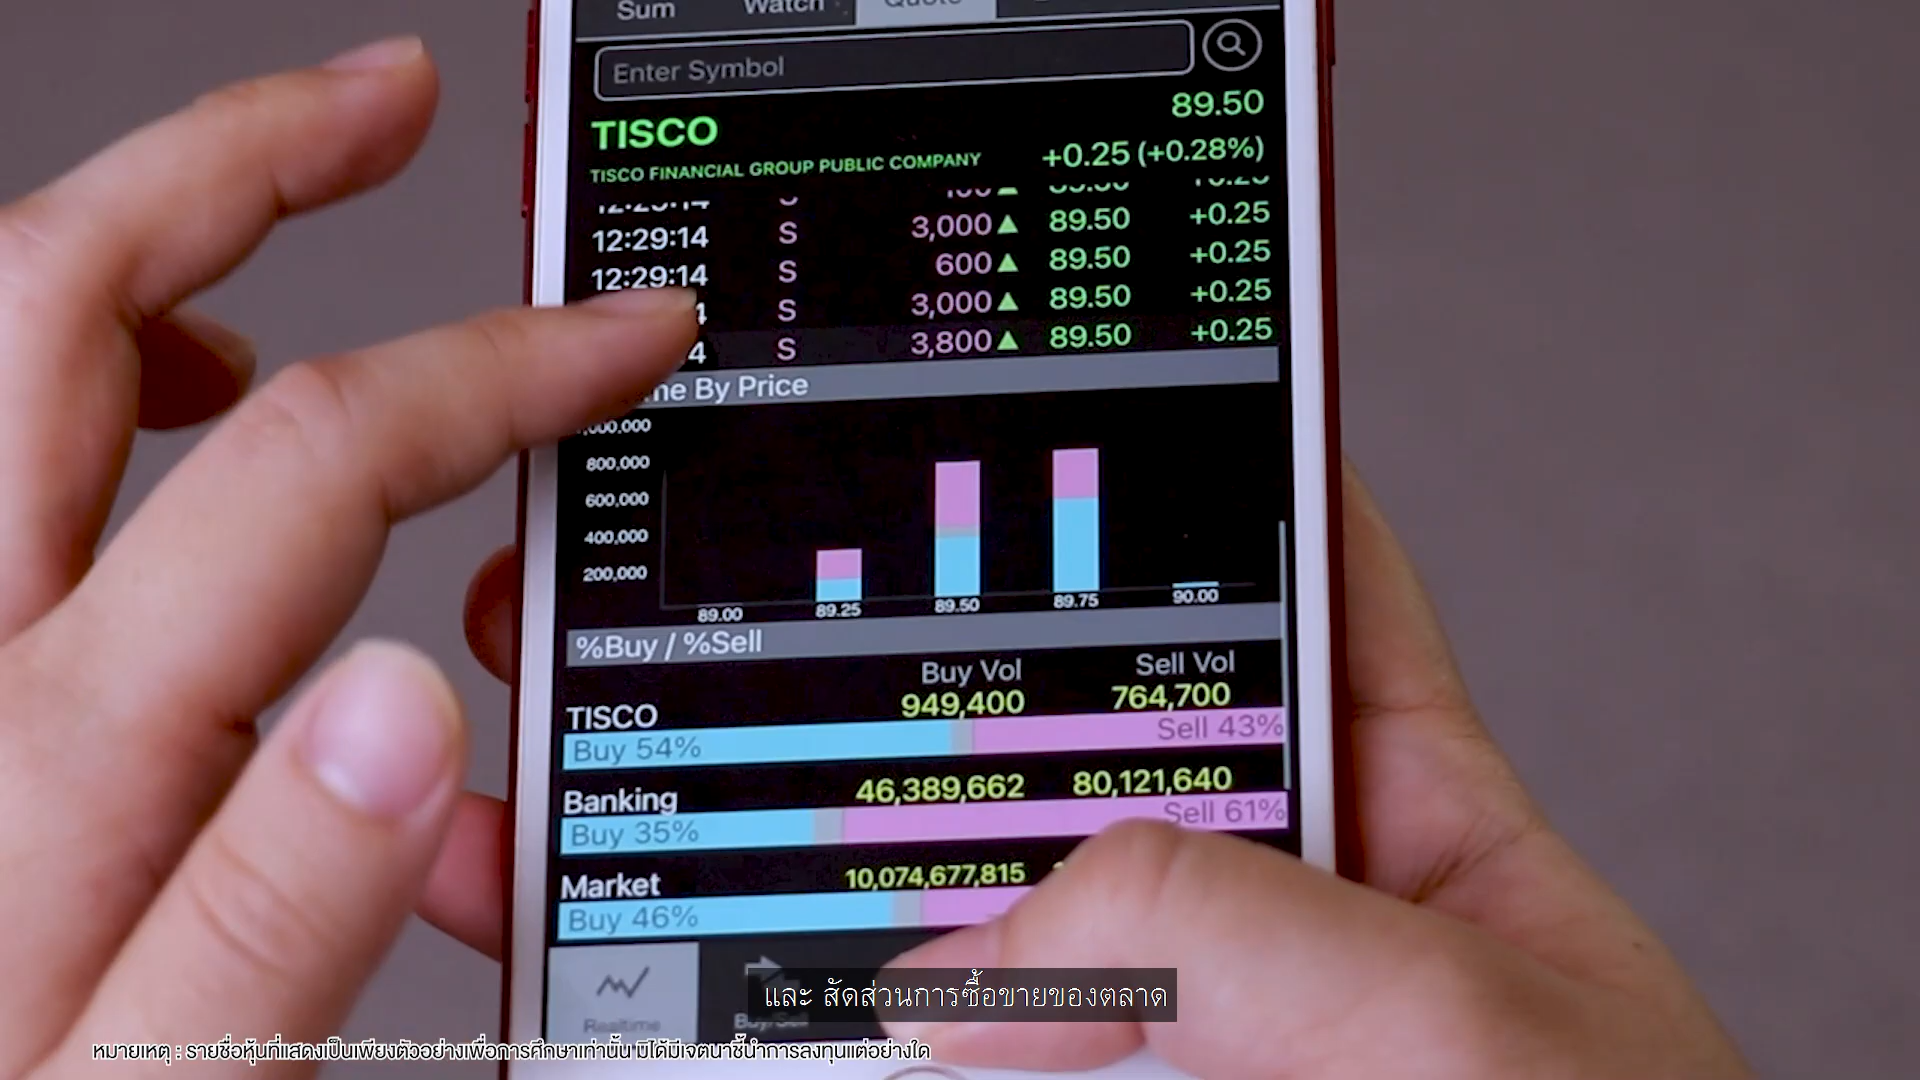 Sum Watch Quote
Enter Symbol
89.50
TISCO
TISCO FINANCIAL GROUP PUBLIC COMPANY +0.25 (+0.28%)
12:29:14 S 3,000 ▲ 89.50 +0.25
12:29:14 S 600 ▲ 89.50 +0.25
4 S 3,000 ▲ 89.50 +0.25
4 S 3,800 ▲ 89.50 +0.25
By Price
800,000
600,000
400,000
200,000
89.00 89.25 89.50 89.75 90.00
%Buy / %Sell
Buy Vol Sell Vol
TISCO 949,400 764,700
Buy 54% Sell 43%
Banking 46,389,662 80,121,640
Buy 35% Sell 61%
Market 10,074,677,815
Buy 46%
Realtime Buy/Sell
และ สัดส่วนการซื้อขายของตลาด
หมายเหตุ : รายชื่อหุ้นที่แสดงเป็นเพียงตัวอย่างเพื่อการศึกษาเท่านั้น มิได้มีเจตนาชี้นำการลงทุนแต่อย่างใด